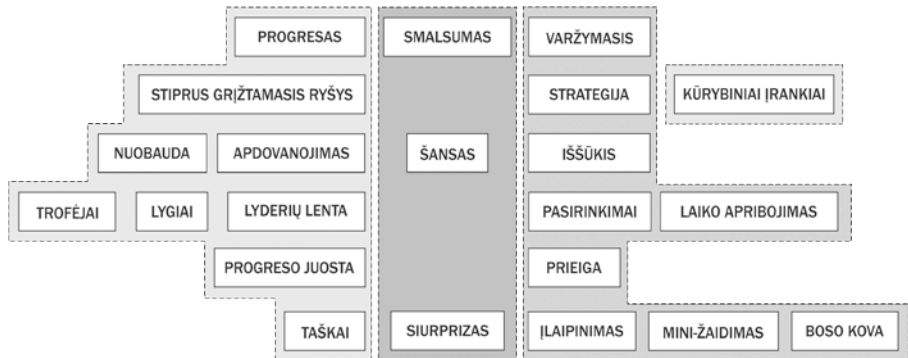 PROGRESAS SMALSUMAS VARŽYMASIS
STIPRUS GRĮŽTAMASIS RYŠYS STRATEGIJA KŪRYBINIAI ĮRANKIAI
NUOBAUDA APDOVANOJIMAS ŠANSAS IŠŠŪKIS
TROFĖJAI LYGIAI LYDERIŲ LENTA PASIRINKIMAI LAIKO APRIBOJIMAS
PROGRESO JUOSTA PRIEIGA
TAŠKAI SIURPRIZAS ĮLAIPINIMAS MINI-ŽAIDIMAS BOSO KOVA